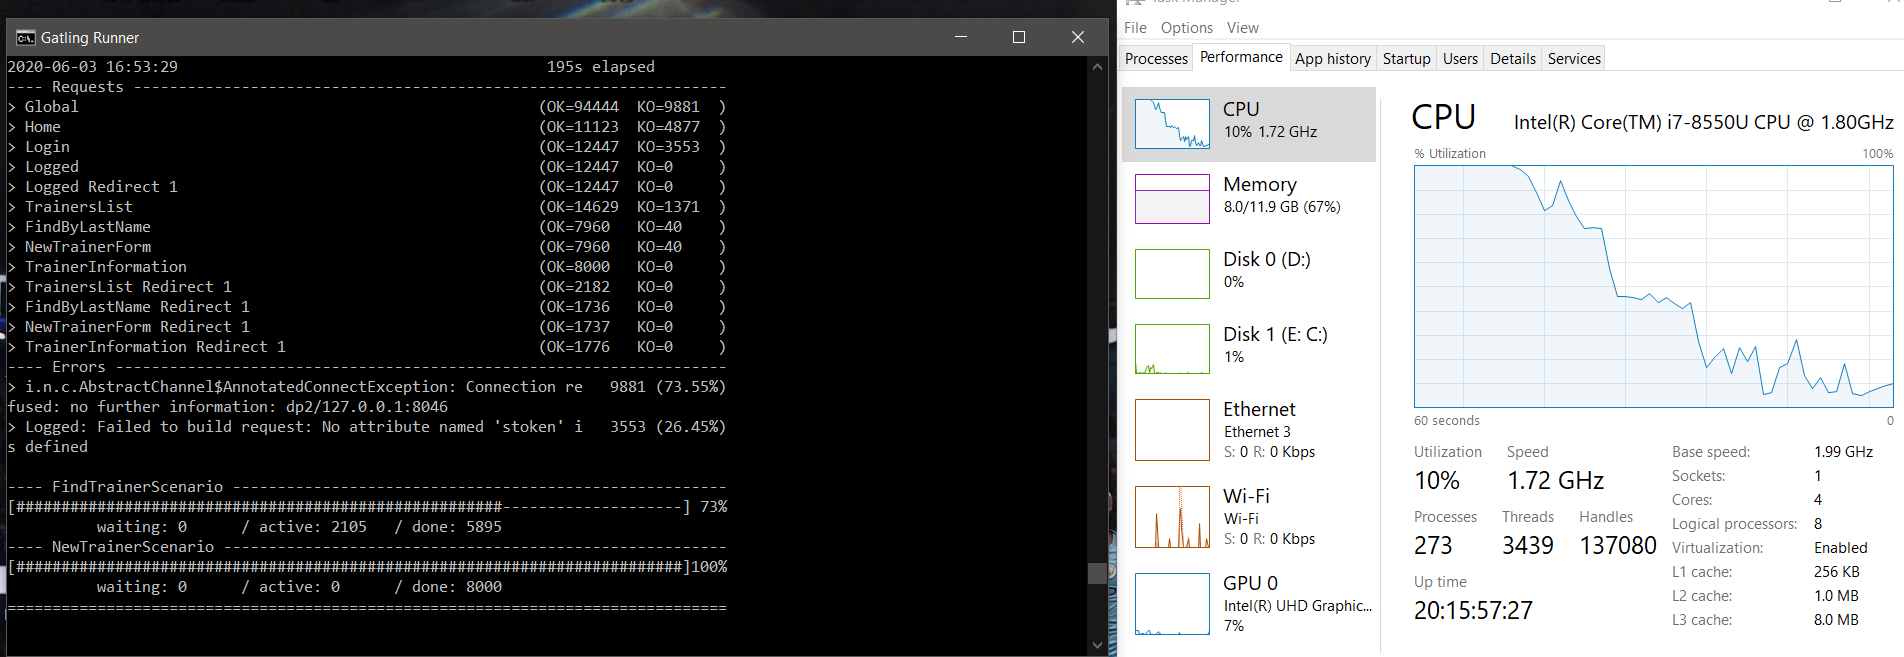 Gatling Runner
2020-06-03 16:53:29 195s elapsed
---- Requests ------------------------------------------------------------------
> Global (OK=94444 KO=9881 )
> Home (OK=11123 KO=4877 )
> Login (OK=12447 KO=3553 )
> Logged (OK=12447 KO=0 )
> Logged Redirect 1 (OK=12447 KO=0 )
> TrainersList (OK=14629 KO=1371 )
> FindByLastName (OK=7960 KO=40 )
> NewTrainerForm (OK=7960 KO=40 )
> TrainerInformation (OK=8000 KO=0 )
> TrainersList Redirect 1 (OK=2182 KO=0 )
> FindByLastName Redirect 1 (OK=1736 KO=0 )
> NewTrainerForm Redirect 1 (OK=1737 KO=0 )
> TrainerInformation Redirect 1 (OK=1776 KO=0 )
---- Errors --------------------------------------------------------------------
> i.n.c.AbstractChannel$AnnotatedConnectException: Connection re 9881 (73.55%)
fused: no further information: dp2/127.0.0.1:8046
> Logged: Failed to build request: No attribute named 'stoken' i 3553 (26.45%)
s defined
---- FindTrainerScenario -------------------------------------------------------
[######################################################--------------------] 73%
waiting: 0 / active: 2105 / done: 5895
---- NewTrainerScenario --------------------------------------------------------
[##########################################################################]100%
waiting: 0 / active: 0 / done: 8000
================================================================================
Task Manager
File Options View
Processes Performance App history Startup Users Details Services
CPU
10% 1.72 GHz
Memory
8.0/11.9 GB (67%)
Disk 0 (D:)
0%
Disk 1 (E: C:)
1%
Ethernet
Ethernet 3
S: 0 R: 0 Kbps
Wi-Fi
Wi-Fi
S: 0 R: 0 Kbps
GPU 0
Intel(R) UHD Graphic...
7%
CPU Intel(R) Core(TM) i7-8550U CPU @ 1.80GHz
% Utilization 100%
60 seconds 0
Utilization Speed
10% 1.72 GHz
Processes Threads Handles
273 3439 137080
Up time
20:15:57:27
Base speed: 1.99 GHz
Sockets: 1
Cores: 4
Logical processors: 8
Virtualization: Enabled
L1 cache: 256 KB
L2 cache: 1.0 MB
L3 cache: 8.0 MB